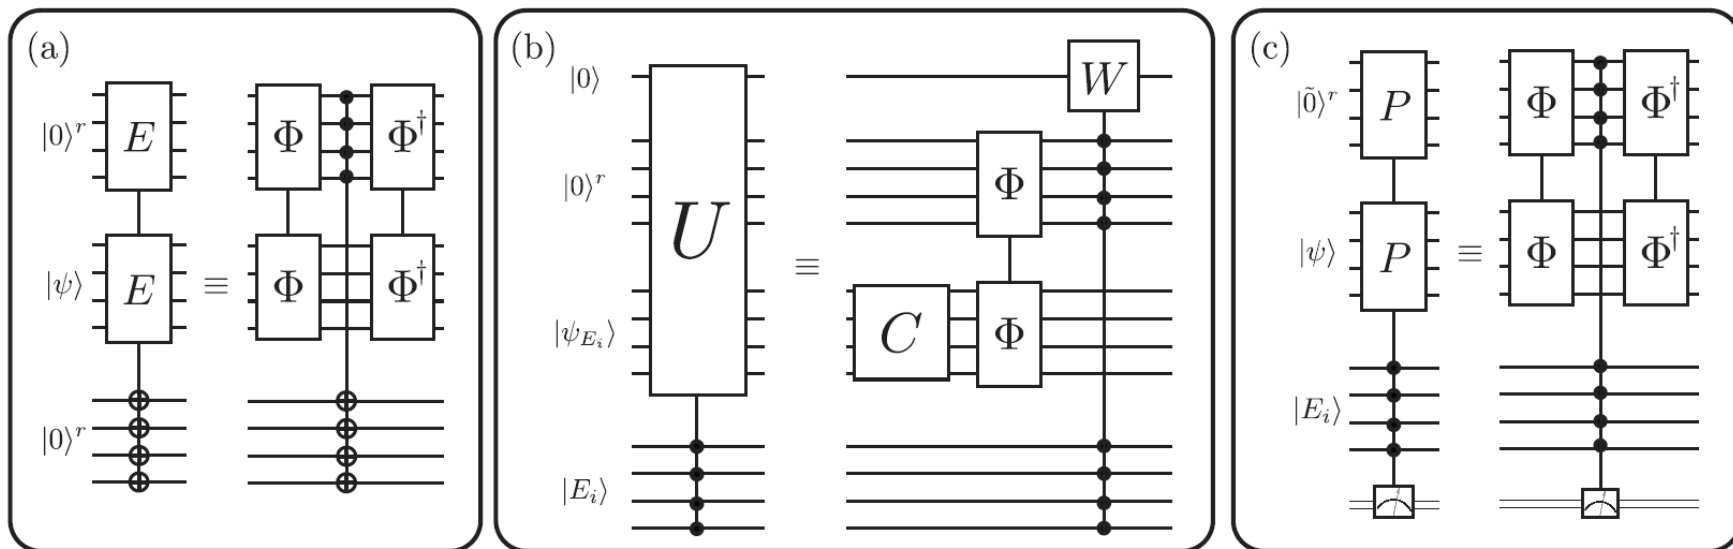 (a)
|0⟩^r E Φ Φ†
|ψ⟩ E ≡ Φ Φ†
|0⟩^r
(b)
|0⟩ W
|0⟩^r U Φ
≡
|ψ_{E_i}⟩ C Φ
|E_i⟩
(c)
|0̃⟩^r P Φ Φ†
|ψ⟩ P ≡ Φ Φ†
|E_i⟩